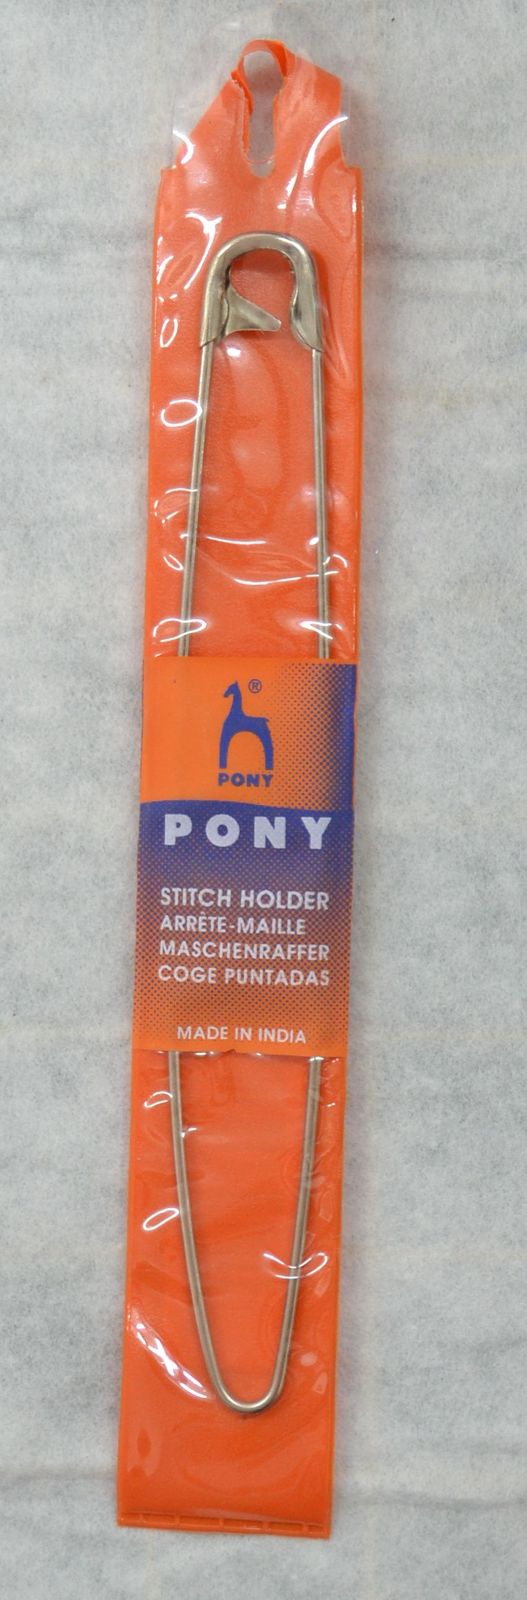 ®
PONY
PONY
STITCH HOLDER
ARRÊTE-MAILLE
MASCHENRAFFER
COGE PUNTADAS
MADE IN INDIA